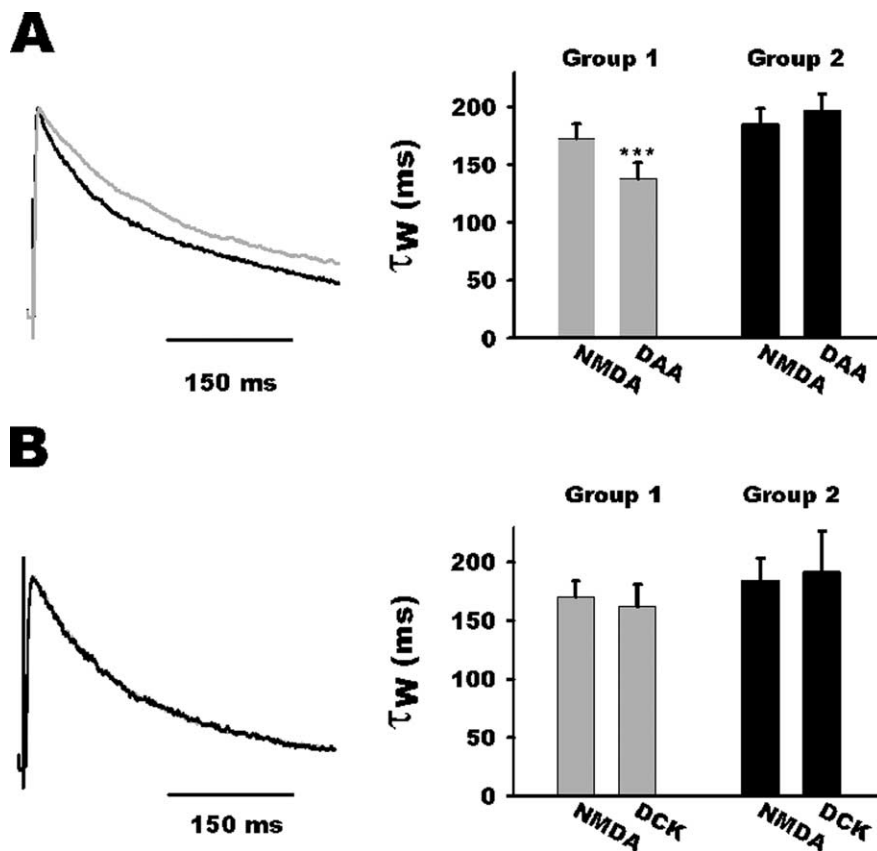 A
Group 1 Group 2
τw (ms)
200
150
100
50
0
NMDA DAA NMDA DAA
***
150 ms
B
Group 1 Group 2
τw (ms)
200
150
100
50
0
NMDA DCK NMDA DCK
150 ms